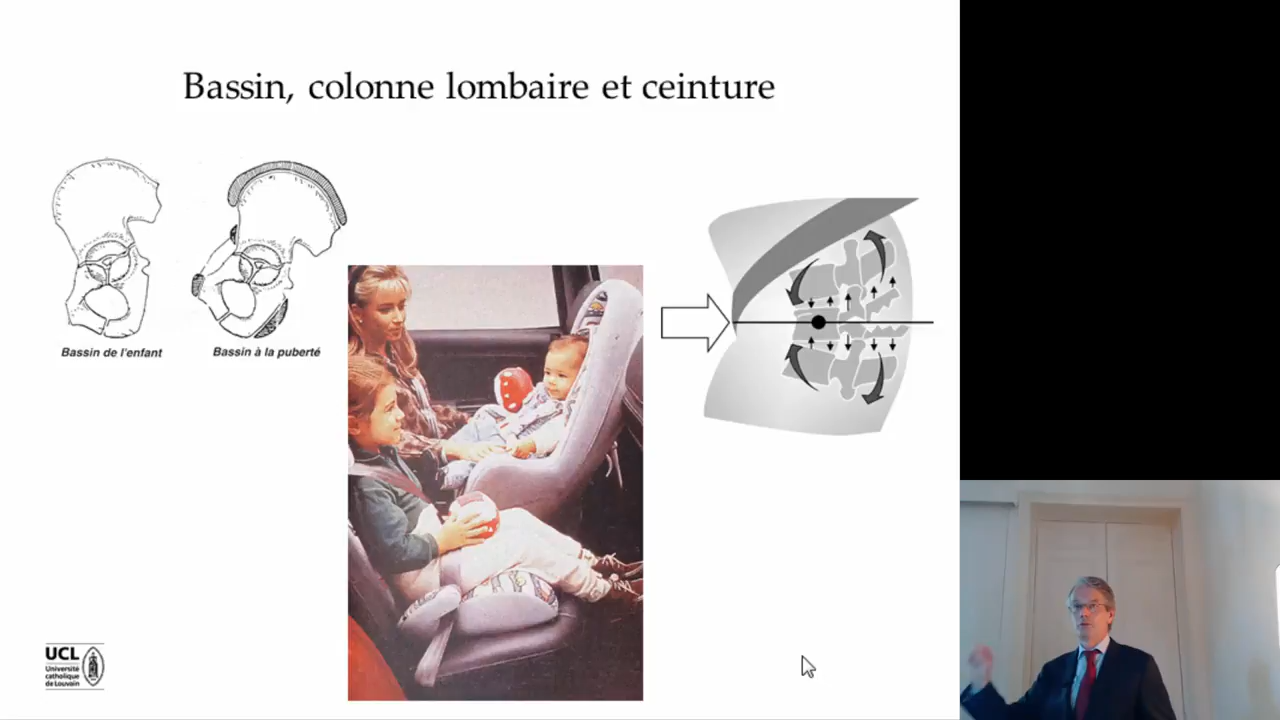 Bassin, colonne lombaire et ceinture
Bassin de l'enfant
Bassin à la puberté
UCL
Université
catholique
de Louvain